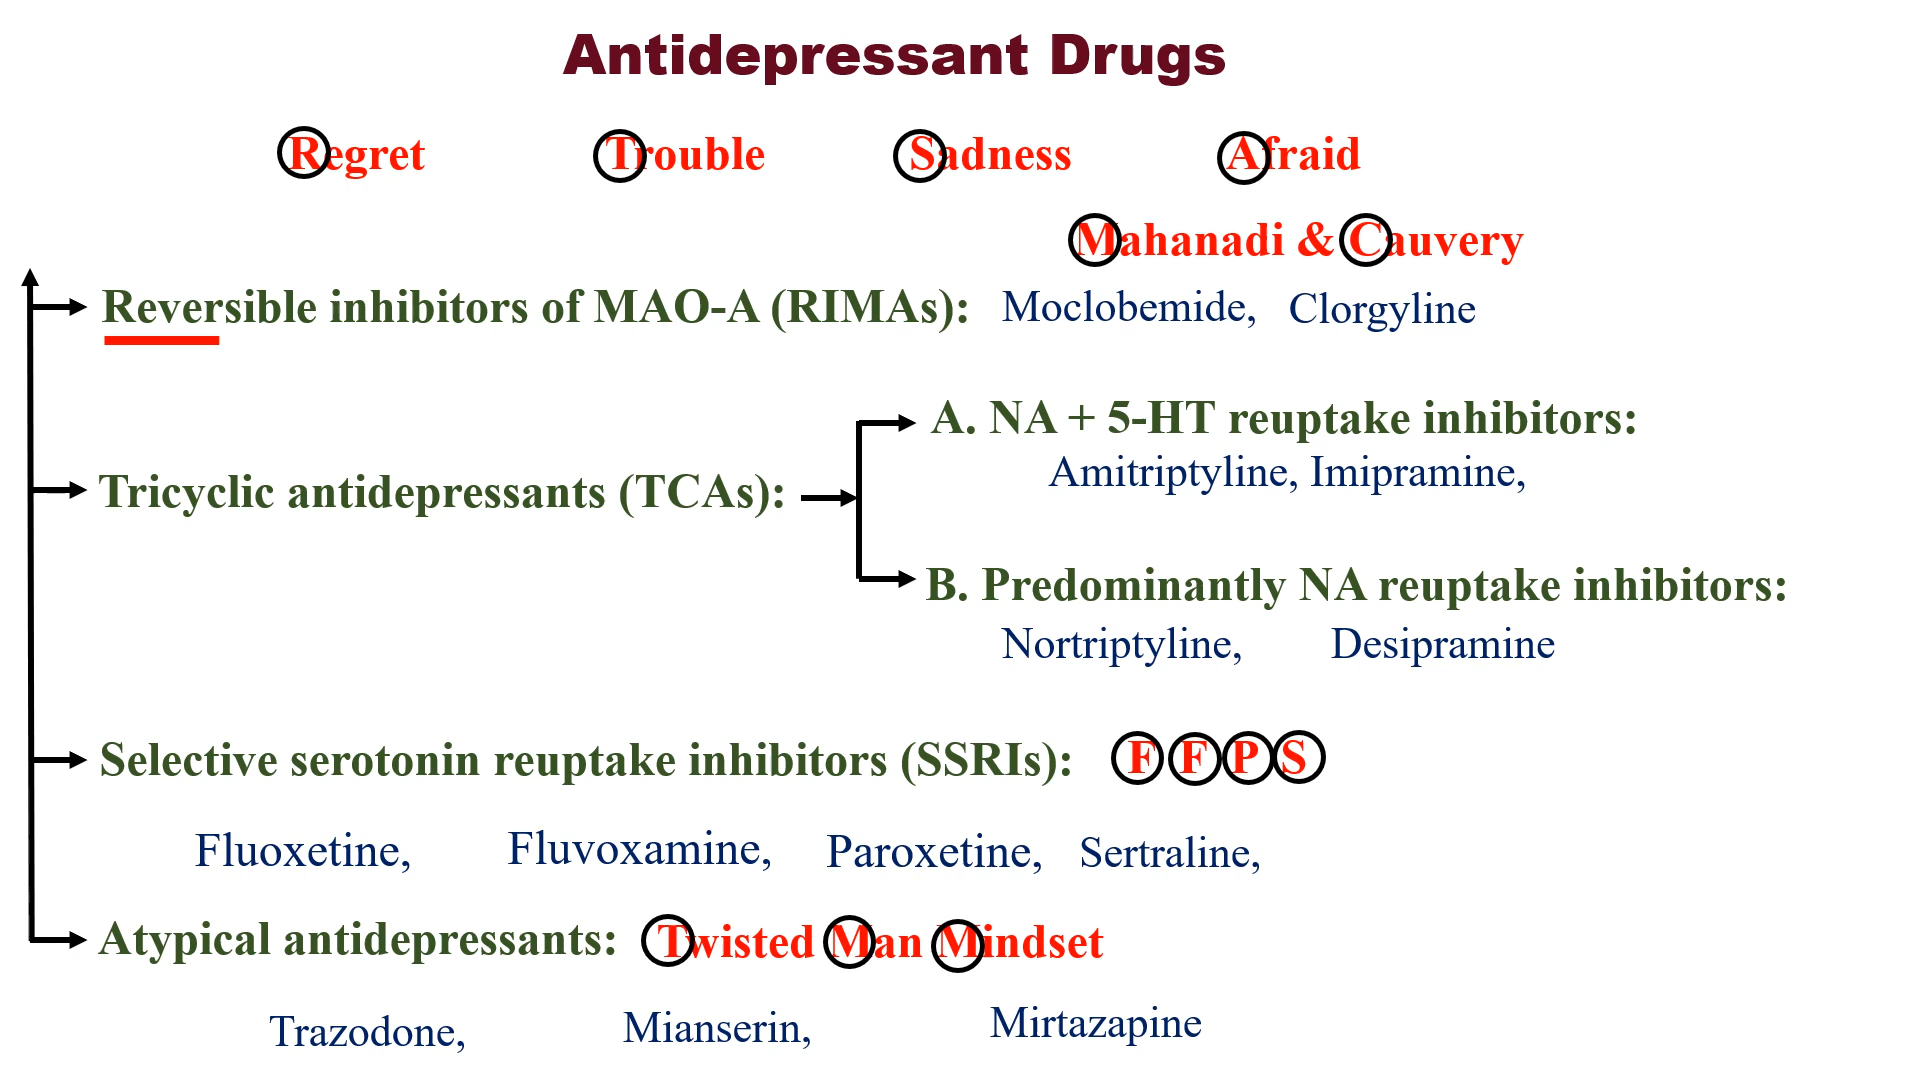 Antidepressant Drugs
Regret Trouble Sadness Afraid
Mahanadi & Cauvery
Reversible inhibitors of MAO-A (RIMAs): Moclobemide, Clorgyline
A. NA + 5-HT reuptake inhibitors:
Amitriptyline, Imipramine,
Tricyclic antidepressants (TCAs):
B. Predominantly NA reuptake inhibitors:
Nortriptyline, Desipramine
Selective serotonin reuptake inhibitors (SSRIs): F F P S
Fluoxetine, Fluvoxamine, Paroxetine, Sertraline,
Atypical antidepressants: Twisted Man Mindset
Trazodone, Mianserin, Mirtazapine